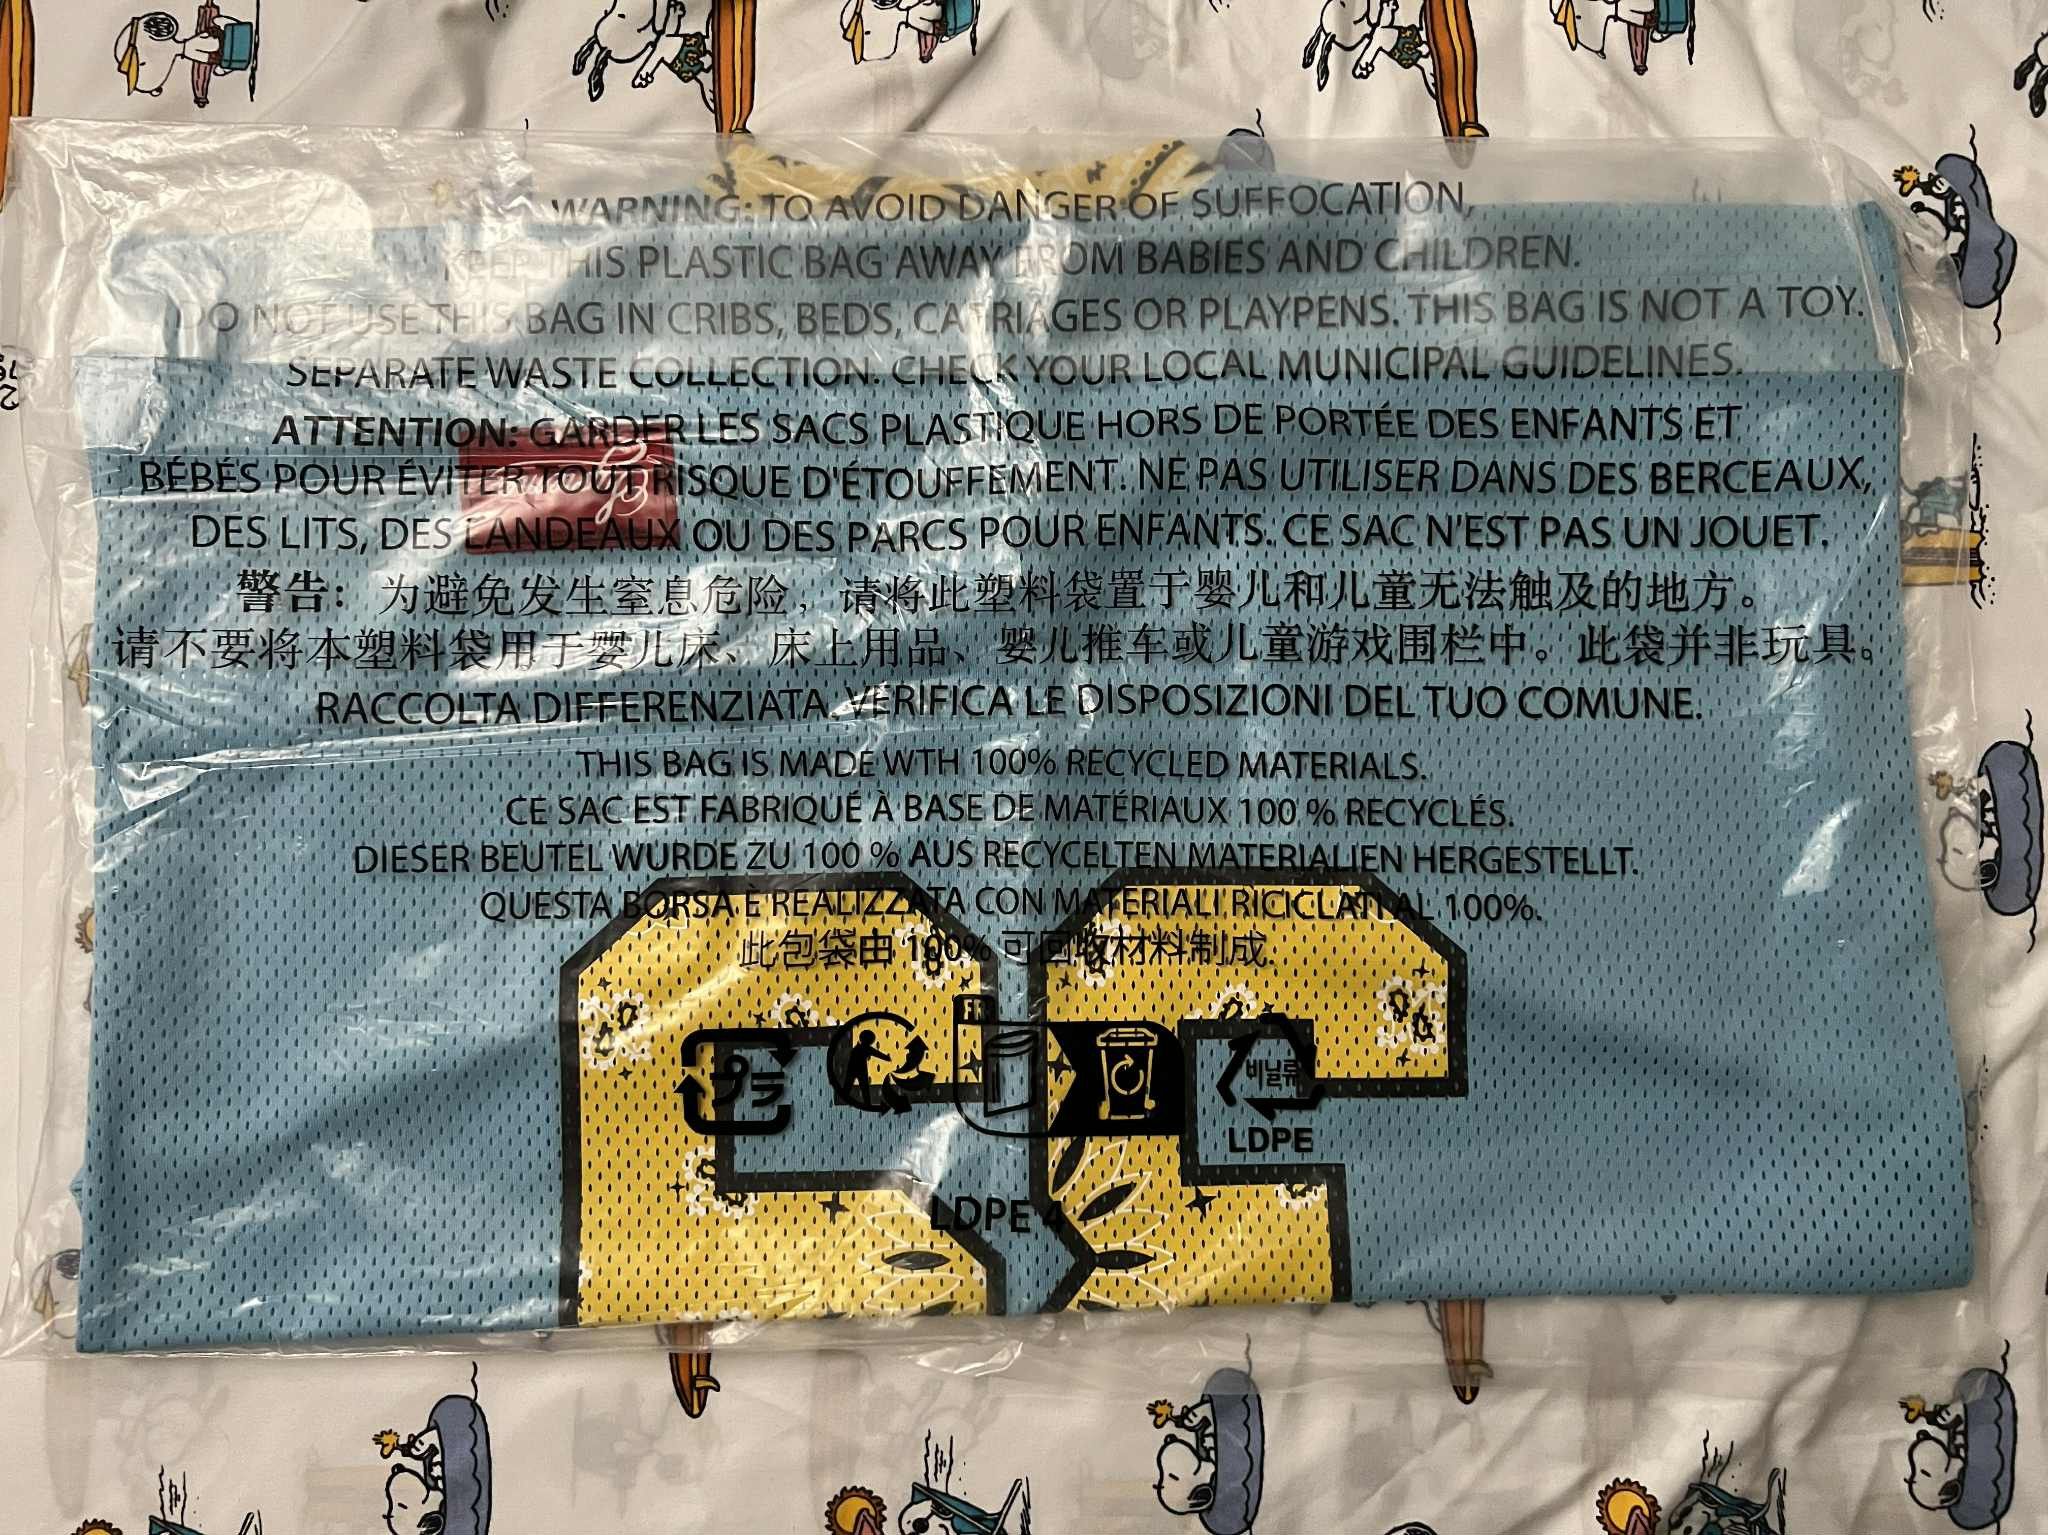 WARNING: TO AVOID DANGER OF SUFFOCATION,
KEEP THIS PLASTIC BAG AWAY FROM BABIES AND CHILDREN.
DO NOT USE THIS BAG IN CRIBS, BEDS, CARRIAGES OR PLAYPENS. THIS BAG IS NOT A TOY.
SEPARATE WASTE COLLECTION. CHECK YOUR LOCAL MUNICIPAL GUIDELINES.
ATTENTION: GARDER LES SACS PLASTIQUE HORS DE PORTÉE DES ENFANTS ET
BÉBÉS POUR ÉVITER TOUT RISQUE D'ÉTOUFFEMENT. NE PAS UTILISER DANS DES BERCEAUX,
DES LITS, DES LANDEAUX OU DES PARCS POUR ENFANTS. CE SAC N'EST PAS UN JOUET.
警告：为避免发生窒息危险，请将此塑料袋置于婴儿和儿童无法触及的地方。
请不要将本塑料袋用于婴儿床、床上用品、婴儿推车或儿童游戏围栏中。此袋并非玩具。
RACCOLTA DIFFERENZIATA. VERIFICA LE DISPOSIZIONI DEL TUO COMUNE.
THIS BAG IS MADE WTH 100% RECYCLED MATERIALS.
CE SAC EST FABRIQUÉ À BASE DE MATÉRIAUX 100 % RECYCLÉS.
DIESER BEUTEL WURDE ZU 100 % AUS RECYCELTEN MATERIALIEN HERGESTELLT.
QUESTA BORSA È REALIZZATA CON MATERIALI RICICLATI AL 100%.
此包袋由 100% 可回收材料制成.
FR
プラ
비닐류
LDPE
LDPE 4